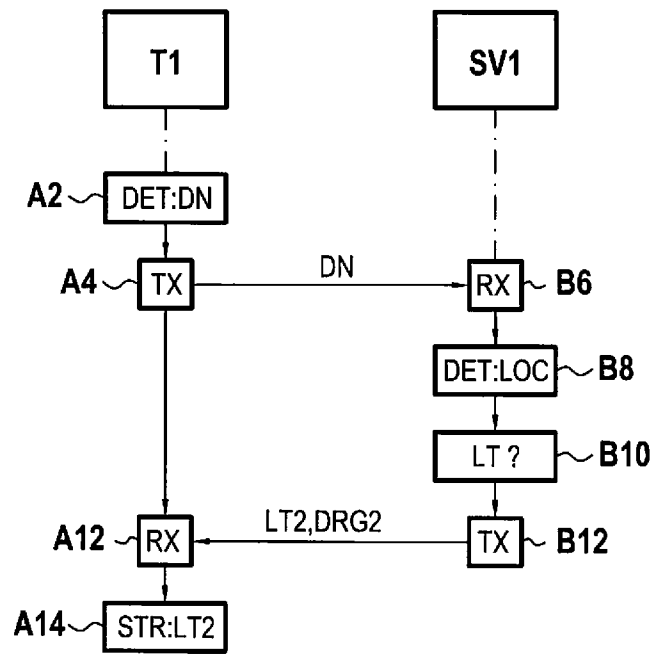 T1
SV1
A2
DET:DN
A4
TX
DN
RX
B6
DET:LOC
B8
LT ?
B10
A12
RX
LT2,DRG2
TX
B12
A14
STR:LT2